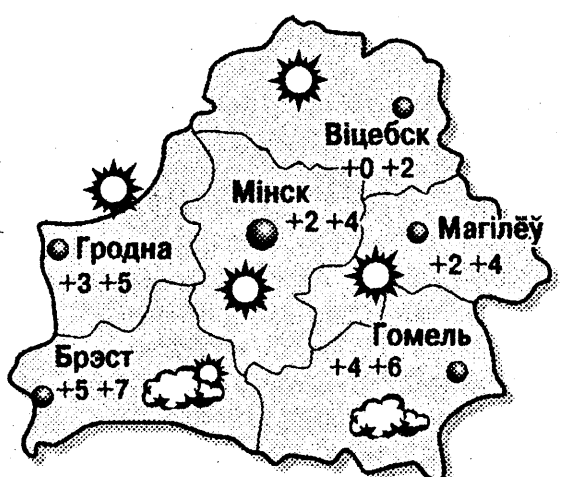 Віцебск
+0 +2
Мінск
+2 +4
Магілёў
+2 +4
Гродна
+3 +5
Гомель
+4 +6
Брэст
+5 +7